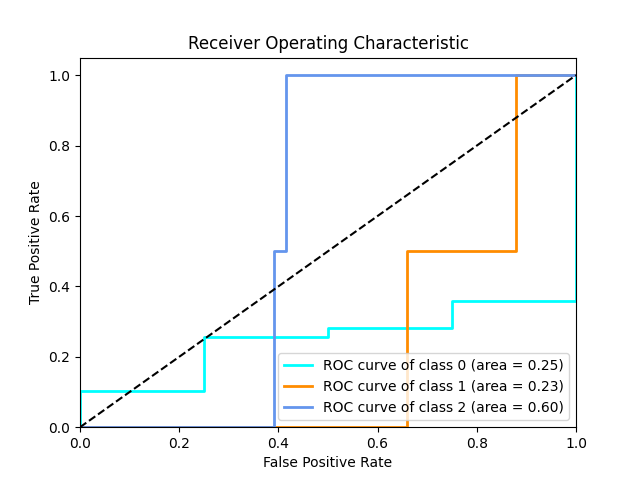 Receiver Operating Characteristic
True Positive Rate
1.0
0.8
0.6
0.4
0.2
0.0
ROC curve of class 0 (area = 0.25)
ROC curve of class 1 (area = 0.23)
ROC curve of class 2 (area = 0.60)
0.0 0.2 0.4 0.6 0.8 1.0
False Positive Rate